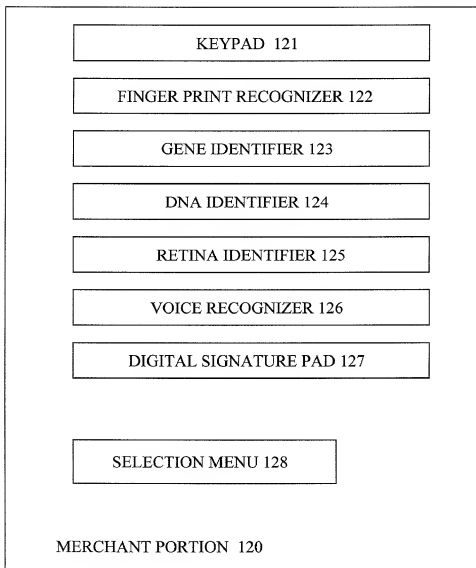 KEYPAD 121
FINGER PRINT RECOGNIZER 122
GENE IDENTIFIER 123
DNA IDENTIFIER 124
RETINA IDENTIFIER 125
VOICE RECOGNIZER 126
DIGITAL SIGNATURE PAD 127
SELECTION MENU 128
MERCHANT PORTION 120